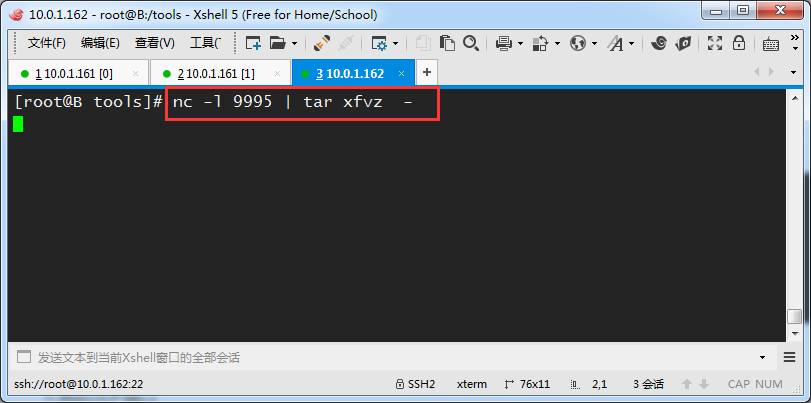 10.0.1.162 - root@B:/tools - Xshell 5 (Free for Home/School)
文件(F) 编辑(E) 查看(V) 工具(
1 10.0.1.161 [0] 2 10.0.1.161 [1] 3 10.0.1.162
[root@B tools]# nc -l 9995 | tar xfvz  -
发送文本到当前Xshell窗口的全部会话
ssh://root@10.0.1.162:22 SSH2 xterm 76x11 2,1 3 会话 CAP NUM